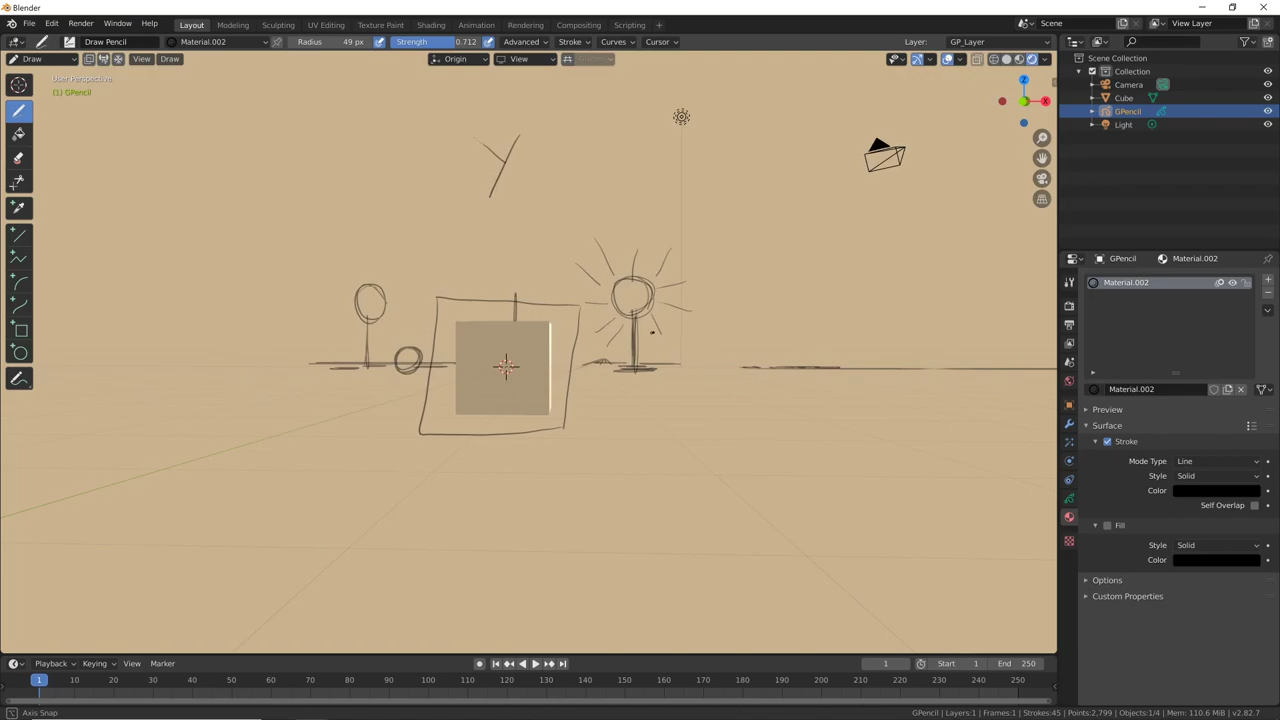 Blender
File Edit Render Window Help Layout Modeling Sculpting UV Editing Texture Paint Shading Animation Rendering Compositing Scripting + Scene View Layer
Draw Pencil Material.002 Radius 49 px Strength 0.712 Advanced Stroke Curves Cursor Layer: GP_Layer
Draw View Draw Origin View
User Perspective
(1) GPencil
Z
X
Scene Collection
Collection
Camera
Cube
GPencil
Light
GPencil Material.002
Material.002
Material.002
Preview
Surface
Stroke
Mode Type Line
Style Solid
Color
Self Overlap
Fill
Style Solid
Color
Options
Custom Properties
Playback Keying View Marker 1 Start 1 End 250
1 10 20 30 40 50 60 70 80 90 100 110 120 130 140 150 160 170 180 190 200 210 220 230 240 250
Axis Snap GPencil | Layers:1 | Frames:1 | Strokes:45 | Points:2,799 | Objects:1/4 | Mem: 110.6 MiB | v2.82.7